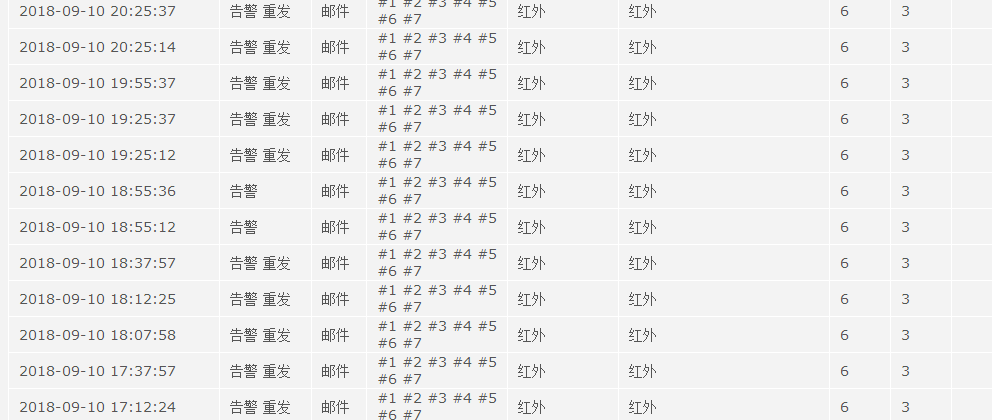 2018-09-10 20:25:37 告警 重发 邮件 #1 #2 #3 #4 #5 #6 #7 红外 红外 6 3
2018-09-10 20:25:14 告警 重发 邮件 #1 #2 #3 #4 #5 #6 #7 红外 红外 6 3
2018-09-10 19:55:37 告警 重发 邮件 #1 #2 #3 #4 #5 #6 #7 红外 红外 6 3
2018-09-10 19:25:37 告警 重发 邮件 #1 #2 #3 #4 #5 #6 #7 红外 红外 6 3
2018-09-10 19:25:12 告警 重发 邮件 #1 #2 #3 #4 #5 #6 #7 红外 红外 6 3
2018-09-10 18:55:36 告警 邮件 #1 #2 #3 #4 #5 #6 #7 红外 红外 6 3
2018-09-10 18:55:12 告警 邮件 #1 #2 #3 #4 #5 #6 #7 红外 红外 6 3
2018-09-10 18:37:57 告警 重发 邮件 #1 #2 #3 #4 #5 #6 #7 红外 红外 6 3
2018-09-10 18:12:25 告警 重发 邮件 #1 #2 #3 #4 #5 #6 #7 红外 红外 6 3
2018-09-10 18:07:58 告警 重发 邮件 #1 #2 #3 #4 #5 #6 #7 红外 红外 6 3
2018-09-10 17:37:57 告警 重发 邮件 #1 #2 #3 #4 #5 #6 #7 红外 红外 6 3
2018-09-10 17:12:24 告警 重发 邮件 #1 #2 #3 #4 #5 #6 #7 红外 红外 6 3